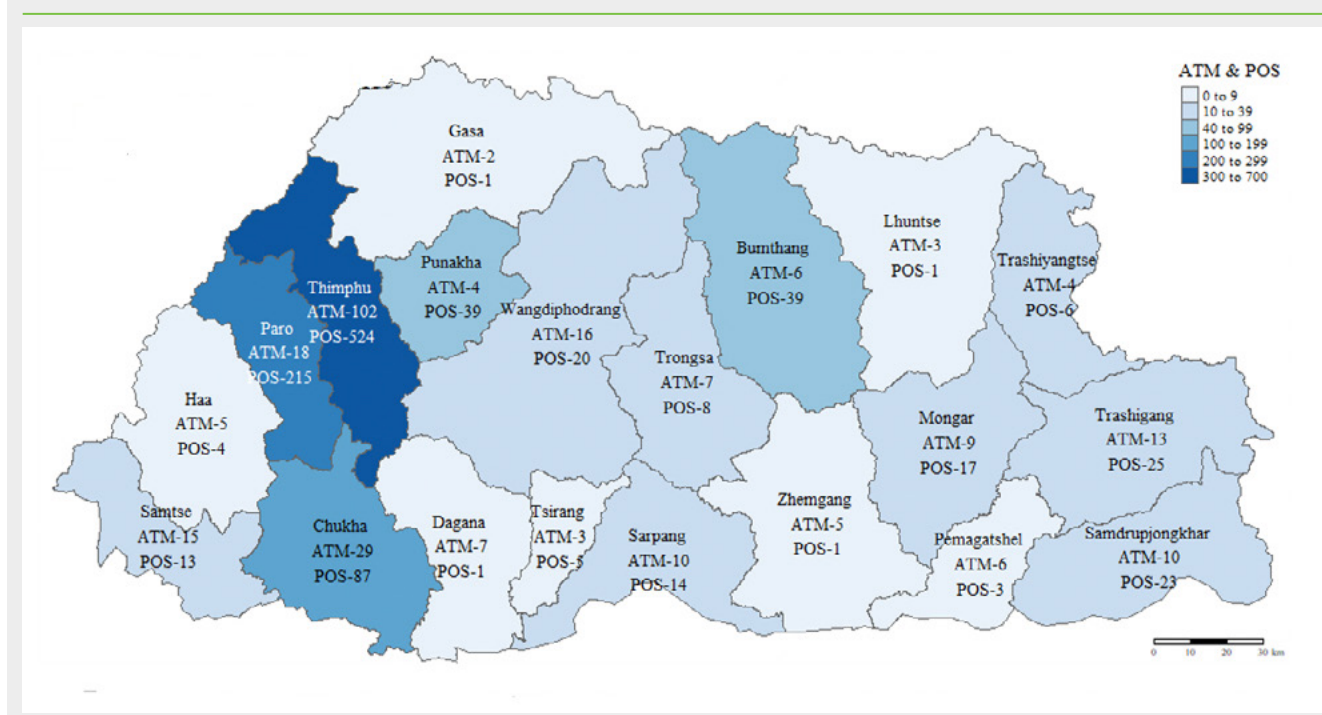 ATM & POS
0 to 9
10 to 39
40 to 99
100 to 199
200 to 299
300 to 700
Gasa
ATM-2
POS-1
Lhuntse
ATM-3
POS-1
Punakha
ATM-4
POS-39
Bumthang
ATM-6
POS-39
Trashiyangtse
ATM-4
POS-6
Thimphu
ATM-102
POS-524
Wangdiphodrang
ATM-16
POS-20
Paro
ATM-18
POS-215
Trongsa
ATM-7
POS-8
Haa
ATM-5
POS-4
Mongar
ATM-9
POS-17
Trashigang
ATM-13
POS-25
Samtse
ATM-15
POS-13
Chukha
ATM-29
POS-87
Dagana
ATM-7
POS-1
Tsirang
ATM-3
POS-5
Sarpang
ATM-10
POS-14
Zhemgang
ATM-5
POS-1
Pemagatshel
ATM-6
POS-3
Samdrupjongkhar
ATM-10
POS-23
0 10 20 30 km